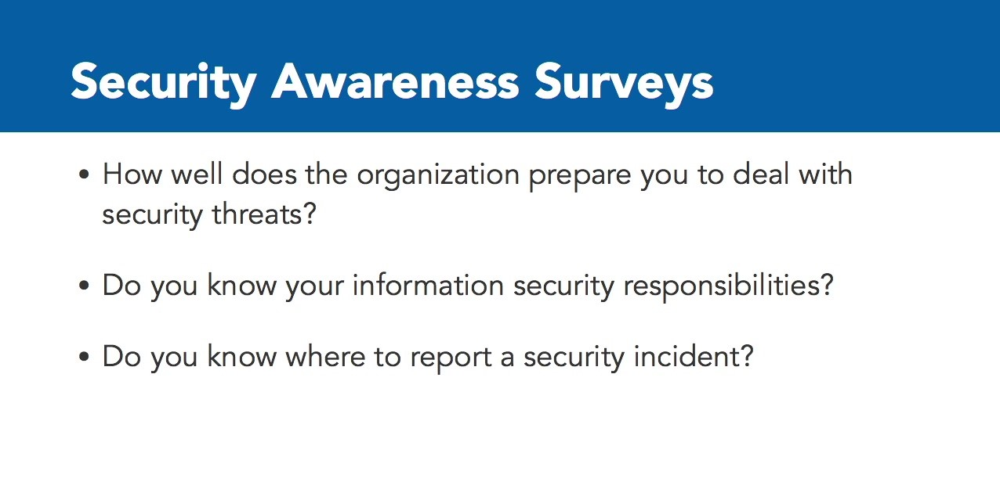 Security Awareness Surveys
• How well does the organization prepare you to deal with
security threats?
• Do you know your information security responsibilities?
• Do you know where to report a security incident?